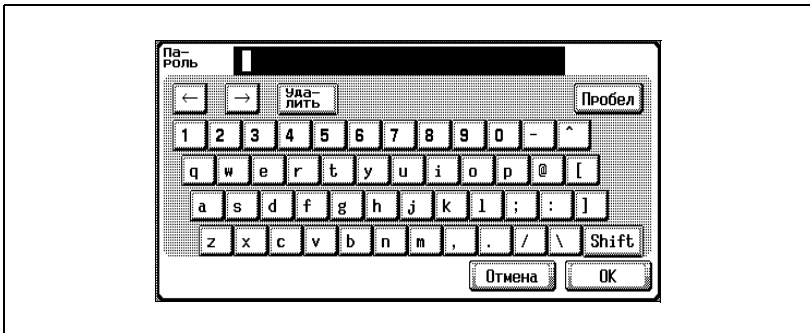 Па-
роль
← → Уда-
лить Пробел
1 2 3 4 5 6 7 8 9 0 - ^
q w e r t y u i o p @ [
a s d f g h j k l ; : ]
z x c v b n m , . / \ Shift
Отмена OK